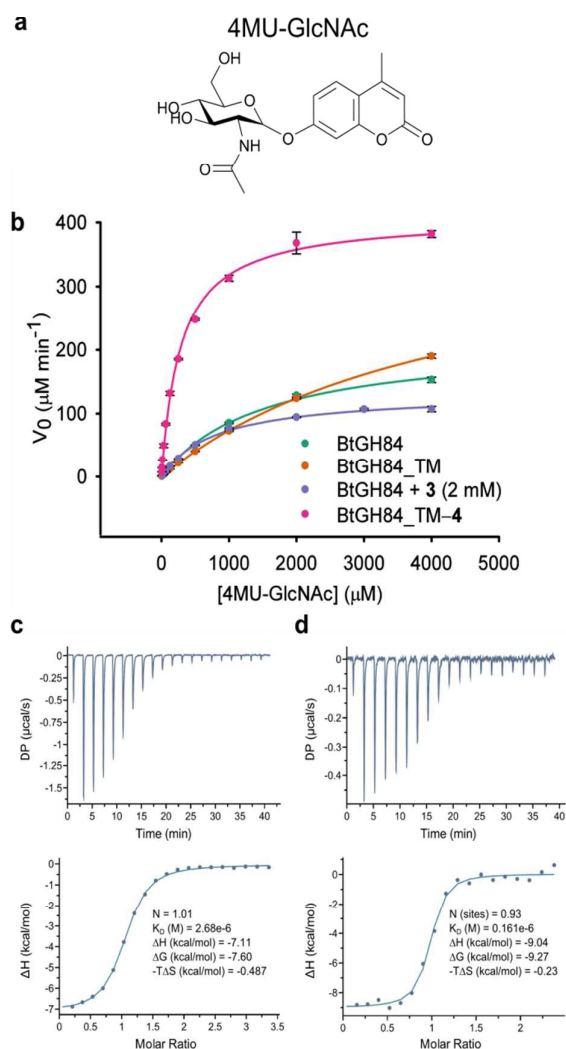 a
4MU-GlcNAc
OH
HO
HO
O
O
NH
O
O
O
b
400
300
200
100
0
V0 (μM min−1)
BtGH84
BtGH84_TM
BtGH84 + 3 (2 mM)
BtGH84_TM–4
0 1000 2000 3000 4000 5000
[4MU-GlcNAc] (μM)
c
0
-0.25
-0.5
-0.75
-1
-1.25
-1.5
DP (μcal/s)
0 5 10 15 20 25 30 35 40
Time (min)
0
-1
-2
-3
-4
-5
-6
-7
ΔH (kcal/mol)
N = 1.01
KD (M) = 2.68e-6
ΔH (kcal/mol) = -7.11
ΔG (kcal/mol) = -7.60
-TΔS (kcal/mol) = -0.487
0 0.5 1 1.5 2 2.5 3 3.5
Molar Ratio
d
0
-0.1
-0.2
-0.3
-0.4
DP (μcal/s)
0 5 10 15 20 25 30 35 40
Time (min)
0
-2
-4
-6
-8
ΔH (kcal/mol)
N (sites) = 0.93
KD (M) = 0.161e-6
ΔH (kcal/mol) = -9.04
ΔG (kcal/mol) = -9.27
-TΔS (kcal/mol) = -0.23
0 0.5 1 1.5 2
Molar Ratio